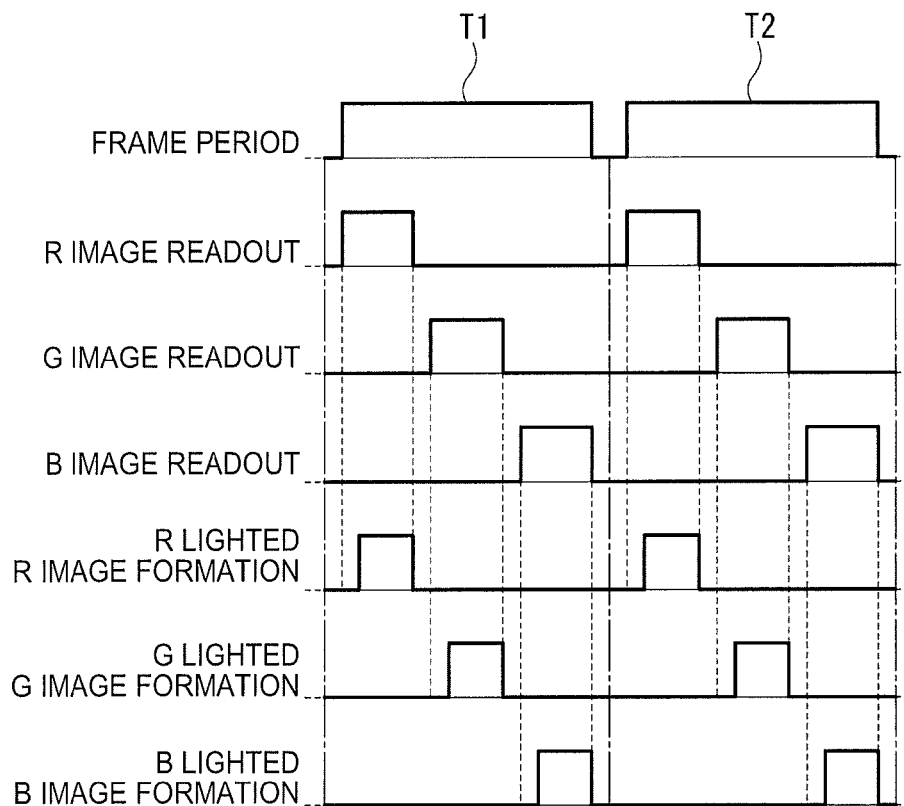 T1
T2
FRAME PERIOD
R IMAGE READOUT
G IMAGE READOUT
B IMAGE READOUT
R LIGHTED
R IMAGE FORMATION
G LIGHTED
G IMAGE FORMATION
B LIGHTED
B IMAGE FORMATION